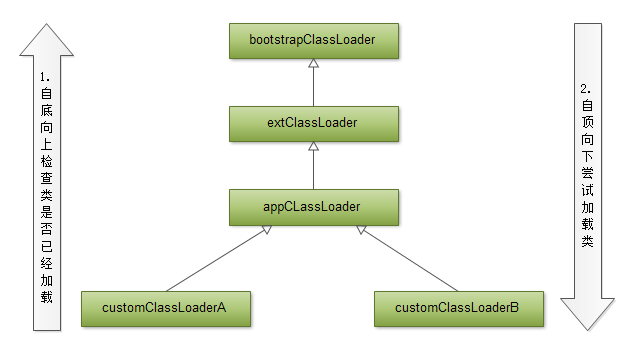 bootstrapClassLoader
1.自底向上检查类是否已经加载
2.自顶向下尝试加载类
extClassLoader
appCLassLoader
customClassLoaderA
customClassLoaderB